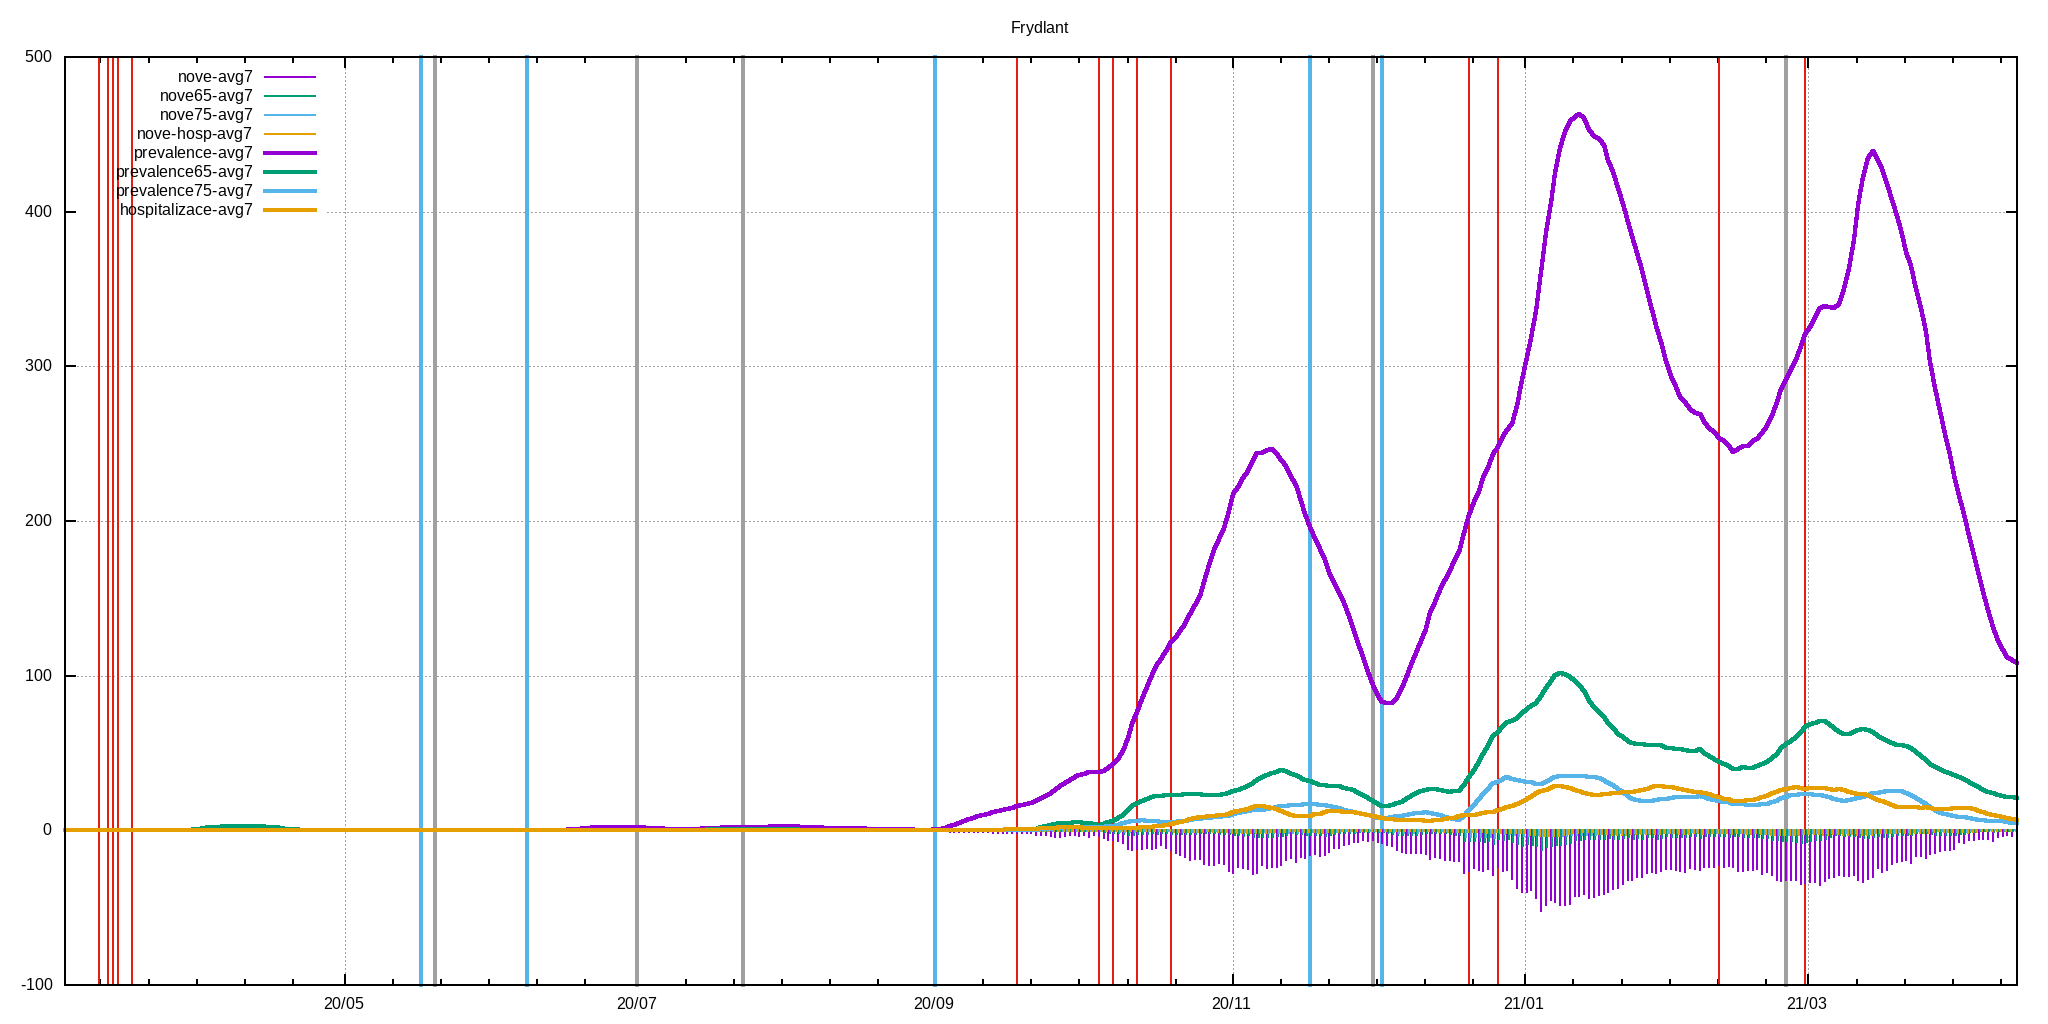 Frydlant
500
400
300
200
100
0
-100
nove-avg7
nove65-avg7
nove75-avg7
nove-hosp-avg7
prevalence-avg7
prevalence65-avg7
prevalence75-avg7
hospitalizace-avg7
20/05 20/07 20/09 20/11 21/01 21/03